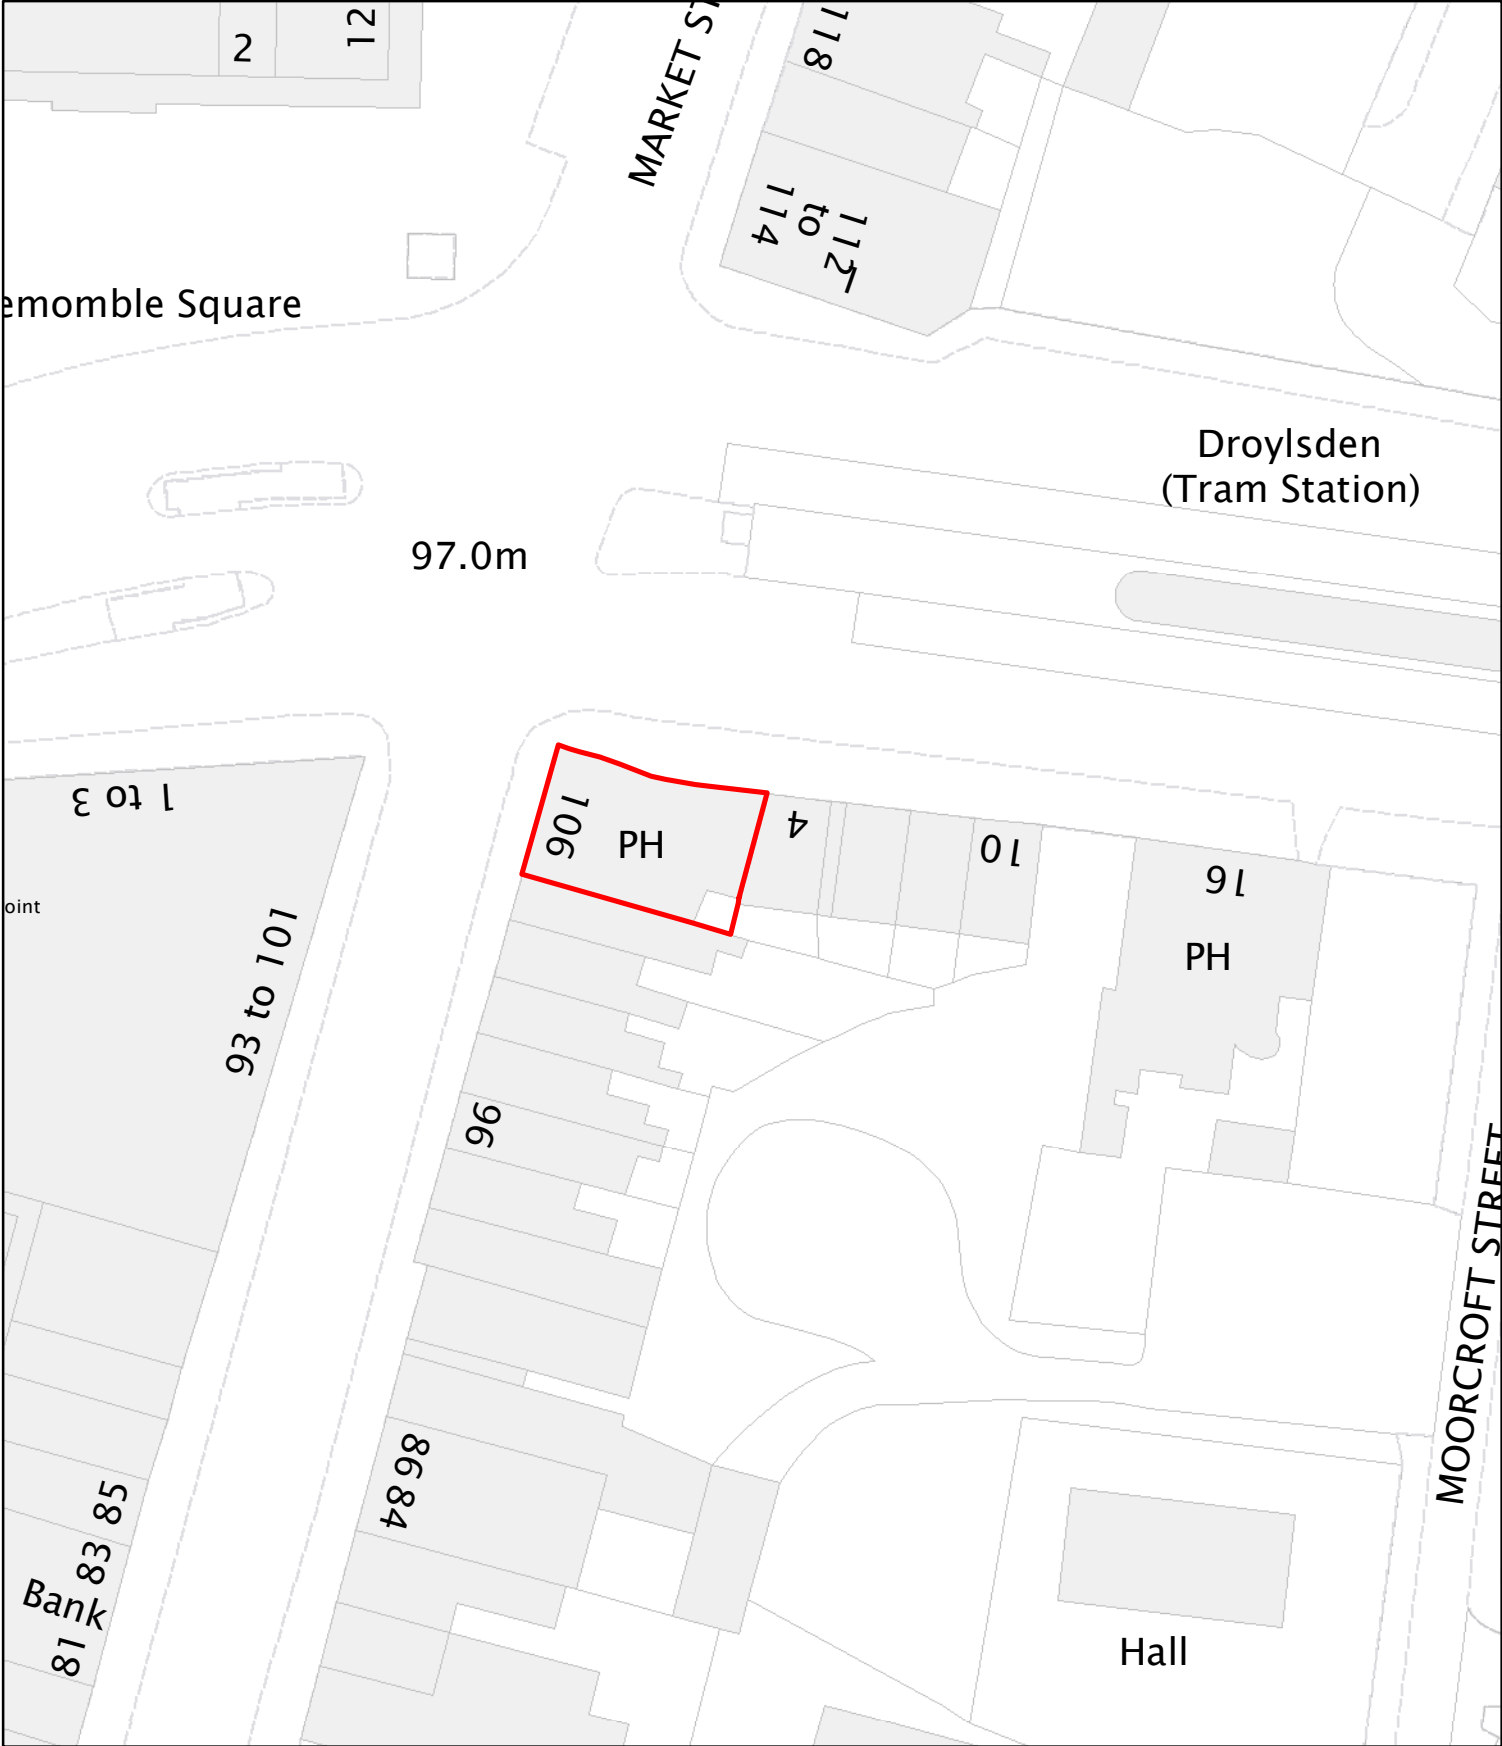 2
12
MARKET ST
118
114
to
112
1
emomble Square
Droylsden
(Tram Station)
97.0m
1 to 3
106
PH
4
10
16
PH
oint
93 to 101
96
MOORCROFT STREET
86
84
85
83
Bank
81
Hall